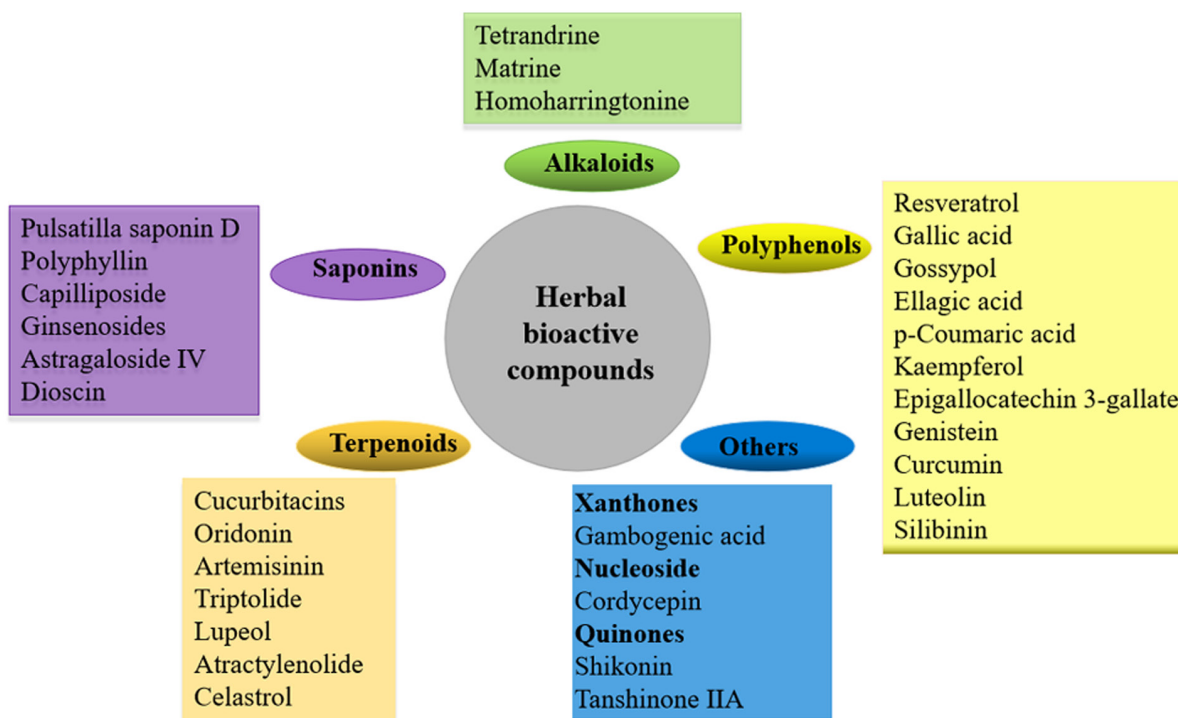 Tetrandrine
Matrine
Homoharringtonine
Alkaloids
Pulsatilla saponin D
Polyphyllin
Capilliposide
Ginsenosides
Astragaloside IV
Dioscin
Saponins
Herbal
bioactive
compounds
Polyphenols
Resveratrol
Gallic acid
Gossypol
Ellagic acid
p-Coumaric acid
Kaempferol
Epigallocatechin 3-gallate
Genistein
Curcumin
Luteolin
Silibinin
Terpenoids
Cucurbitacins
Oridonin
Artemisinin
Triptolide
Lupeol
Atractylenolide
Celastrol
Others
Xanthones
Gambogenic acid
Nucleoside
Cordycepin
Quinones
Shikonin
Tanshinone IIA